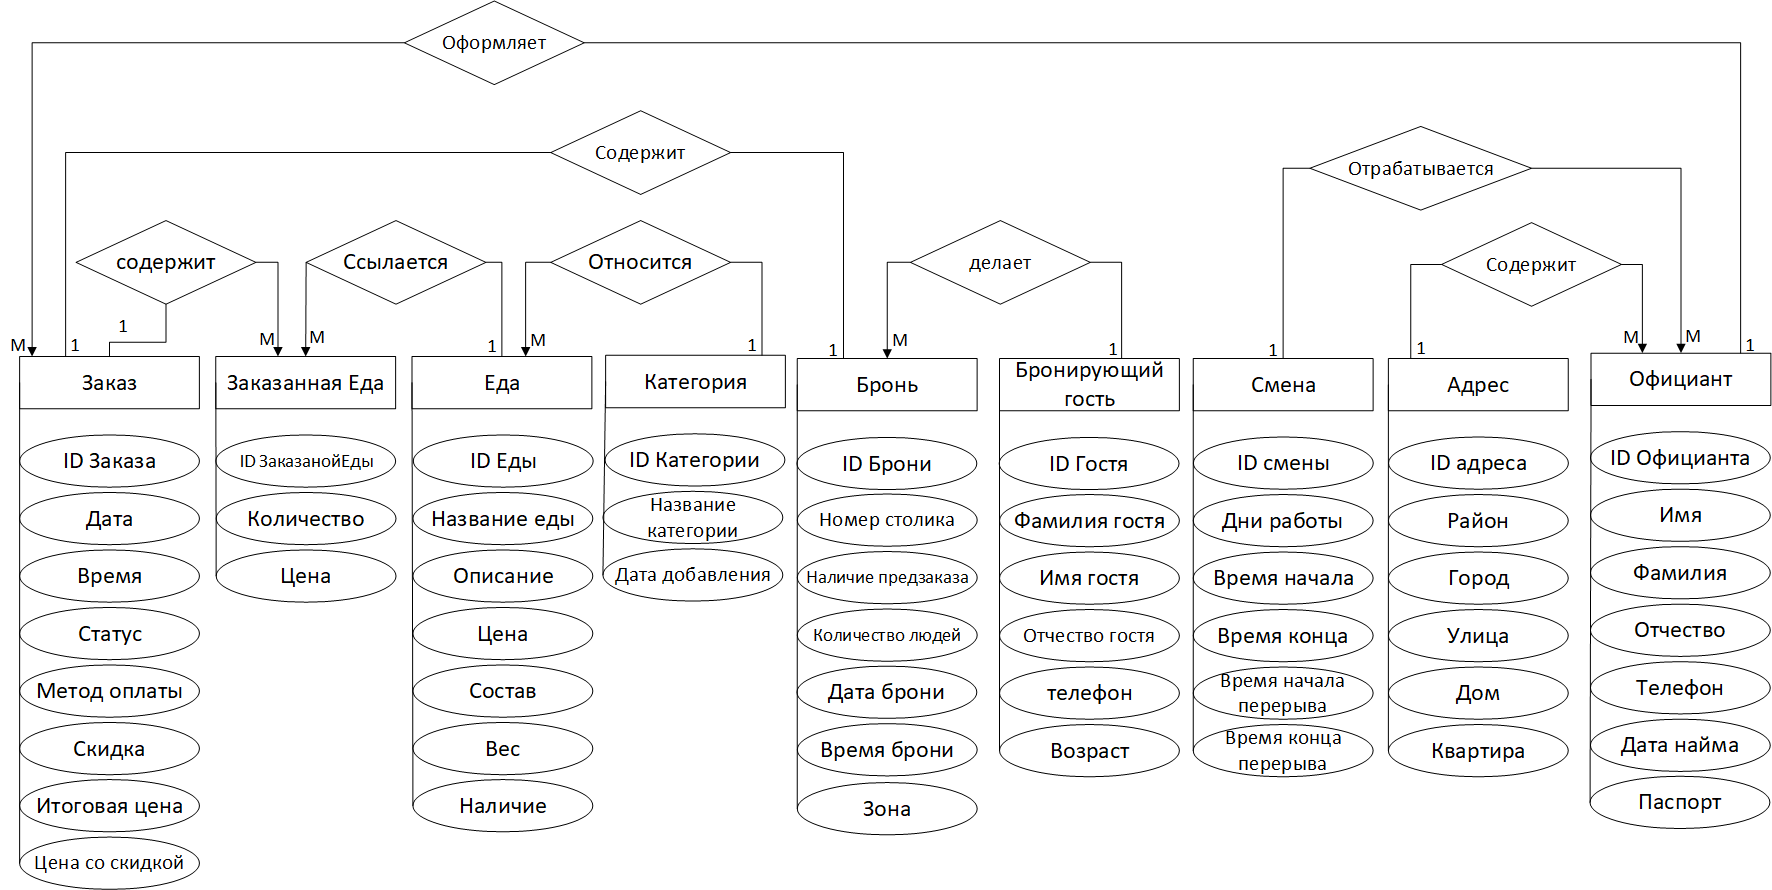 Оформляет
Содержит
Отрабатывается
содержит
Ссылается
Относится
делает
Содержит
М
1
1
М
М
1
М
1
1
М
1
1
1
М
М
1
Заказ
Заказанная Еда
Еда
Категория
Бронь
Бронирующий
гость
Смена
Адрес
Официант
ID Заказа
Дата
Время
Статус
Метод оплаты
Скидка
Итоговая цена
Цена со скидкой
ID ЗаказанойЕды
Количество
Цена
ID Еды
Название еды
Описание
Цена
Состав
Вес
Наличие
ID Категории
Название
категории
Дата добавления
ID Брони
Номер столика
Наличие предзаказа
Количество людей
Дата брони
Время брони
Зона
ID Гостя
Фамилия гостя
Имя гостя
Отчество гостя
телефон
Возраст
ID смены
Дни работы
Время начала
Время конца
Время начала
перерыва
Время конца
перерыва
ID адреса
Район
Город
Улица
Дом
Квартира
ID Официанта
Имя
Фамилия
Отчество
Телефон
Дата найма
Паспорт